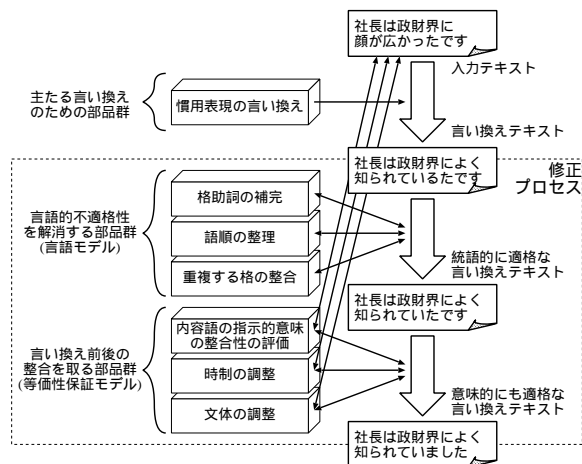 社長は政財界に
顔が広かったです
入力テキスト
主たる言い換え
のための部品群
慣用表現の言い換え
言い換えテキスト
社長は政財界によく
知られているたです
修正
プロセス
言語的不適格性
を解消する部品群
(言語モデル)
格助詞の補完
語順の整理
重複する格の整合
統語的に適格な
言い換えテキスト
社長は政財界によく
知られていたです
言い換え前後の
整合を取る部品群
(等価性保証モデル)
内容語の指示的意味
の整合性の評価
時制の調整
文体の調整
意味的にも適格な
言い換えテキスト
社長は政財界によく
知られていました